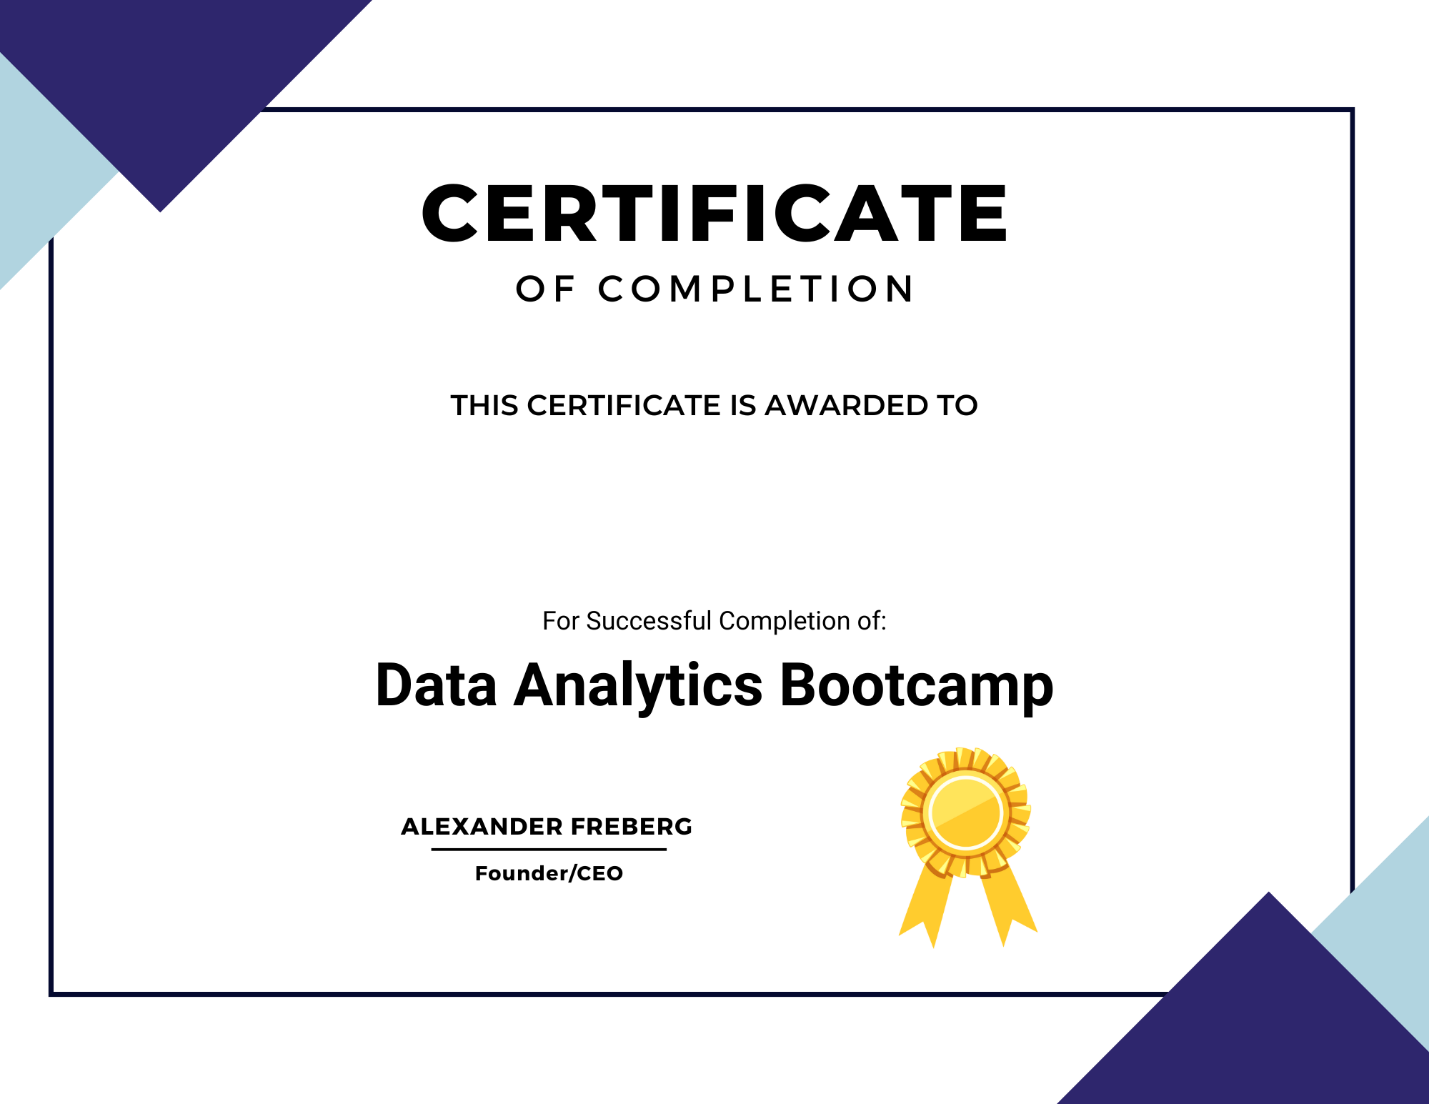 CERTIFICATE
OF COMPLETION
THIS CERTIFICATE IS AWARDED TO
For Successful Completion of:
Data Analytics Bootcamp
ALEXANDER FREBERG
Founder/CEO